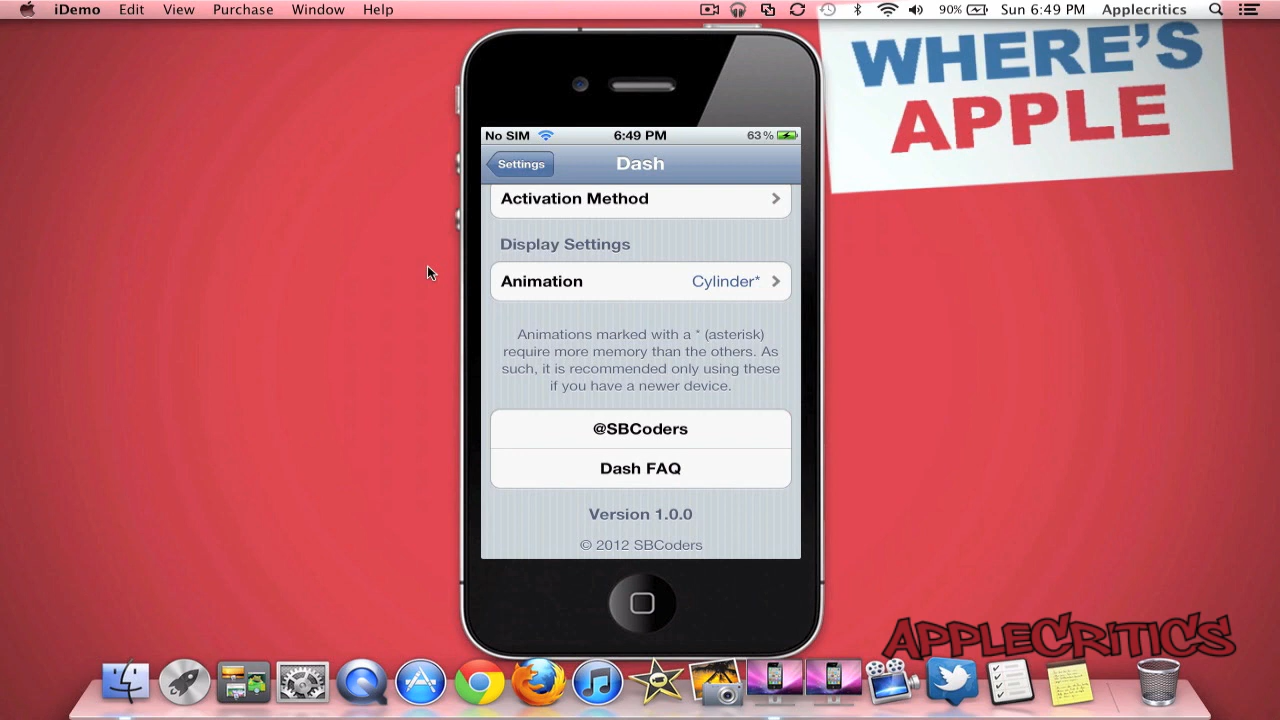 iDemo Edit View Purchase Window Help 90% Sun 6:49 PM Applecritics
WHERE'S
APPLE
No SIM 6:49 PM 63%
Settings Dash
Activation Method
Display Settings
Animation Cylinder*
Animations marked with a * (asterisk)
require more memory than the others. As
such, it is recommended only using these
if you have a newer device.
@SBCoders
Dash FAQ
Version 1.0.0
© 2012 SBCoders
APPLECRITICS